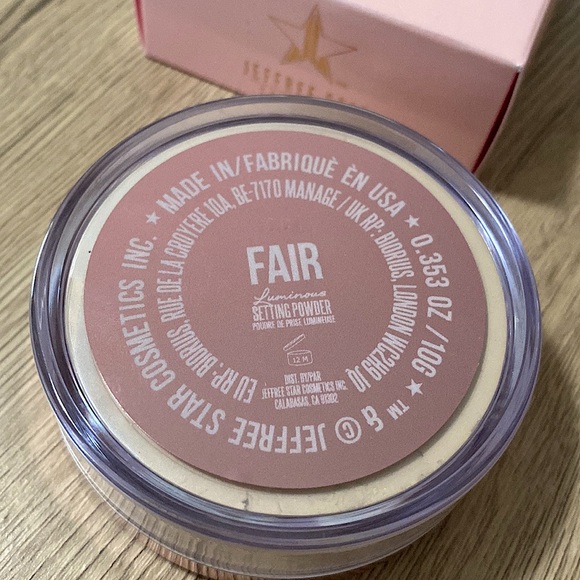 JEFFREE
MADE IN/FABRIQUÈ ÈN USA ★ 0.353 OZ / 10G ★ ™ & © JEFFREE STAR COSMETICS INC. ★
EU RP: BIORIUS, RUE DE LA CROYERE 10A, BE-7170 MANAGE / UK RP: BIORIUS, LONDON WC2H9JQ
FAIR
Luminous
SETTING POWDER
POUDRE DE PRISE LUMINEUSE
12 M
DIST. BY/PAR
JEFFREE STAR COSMETICS INC.
CALABASAS, CA 91302